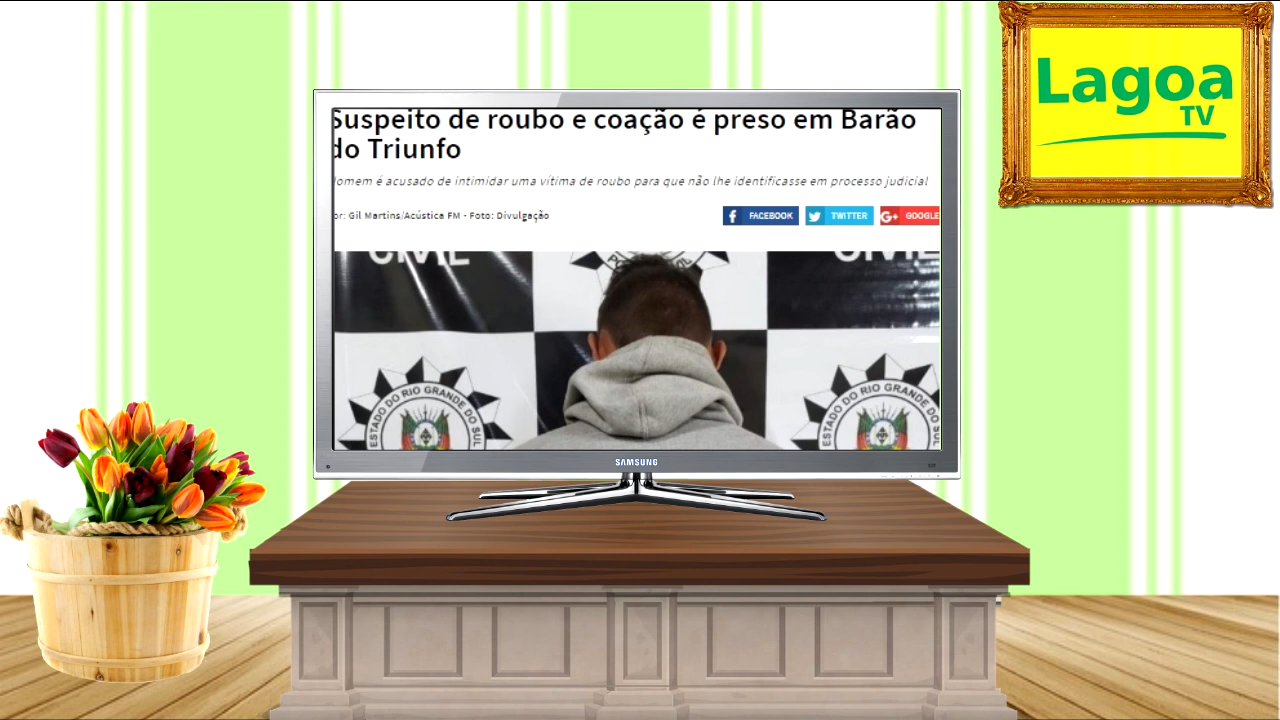 Lagoa
TV
Suspeito de roubo e coação é preso em Barão
do Triunfo
Homem é acusado de intimidar uma vítima de roubo para que não lhe identificasse em processo judicial
or: Gil Martins/Acústica FM - Foto: Divulgação
FACEBOOK
TWITTER
GOOGLE
CIVIL
CIVIL
ESTADO DO RIO GRANDE DO SUL
ESTADO DO RIO GRANDE DO SUL
SAMSUNG